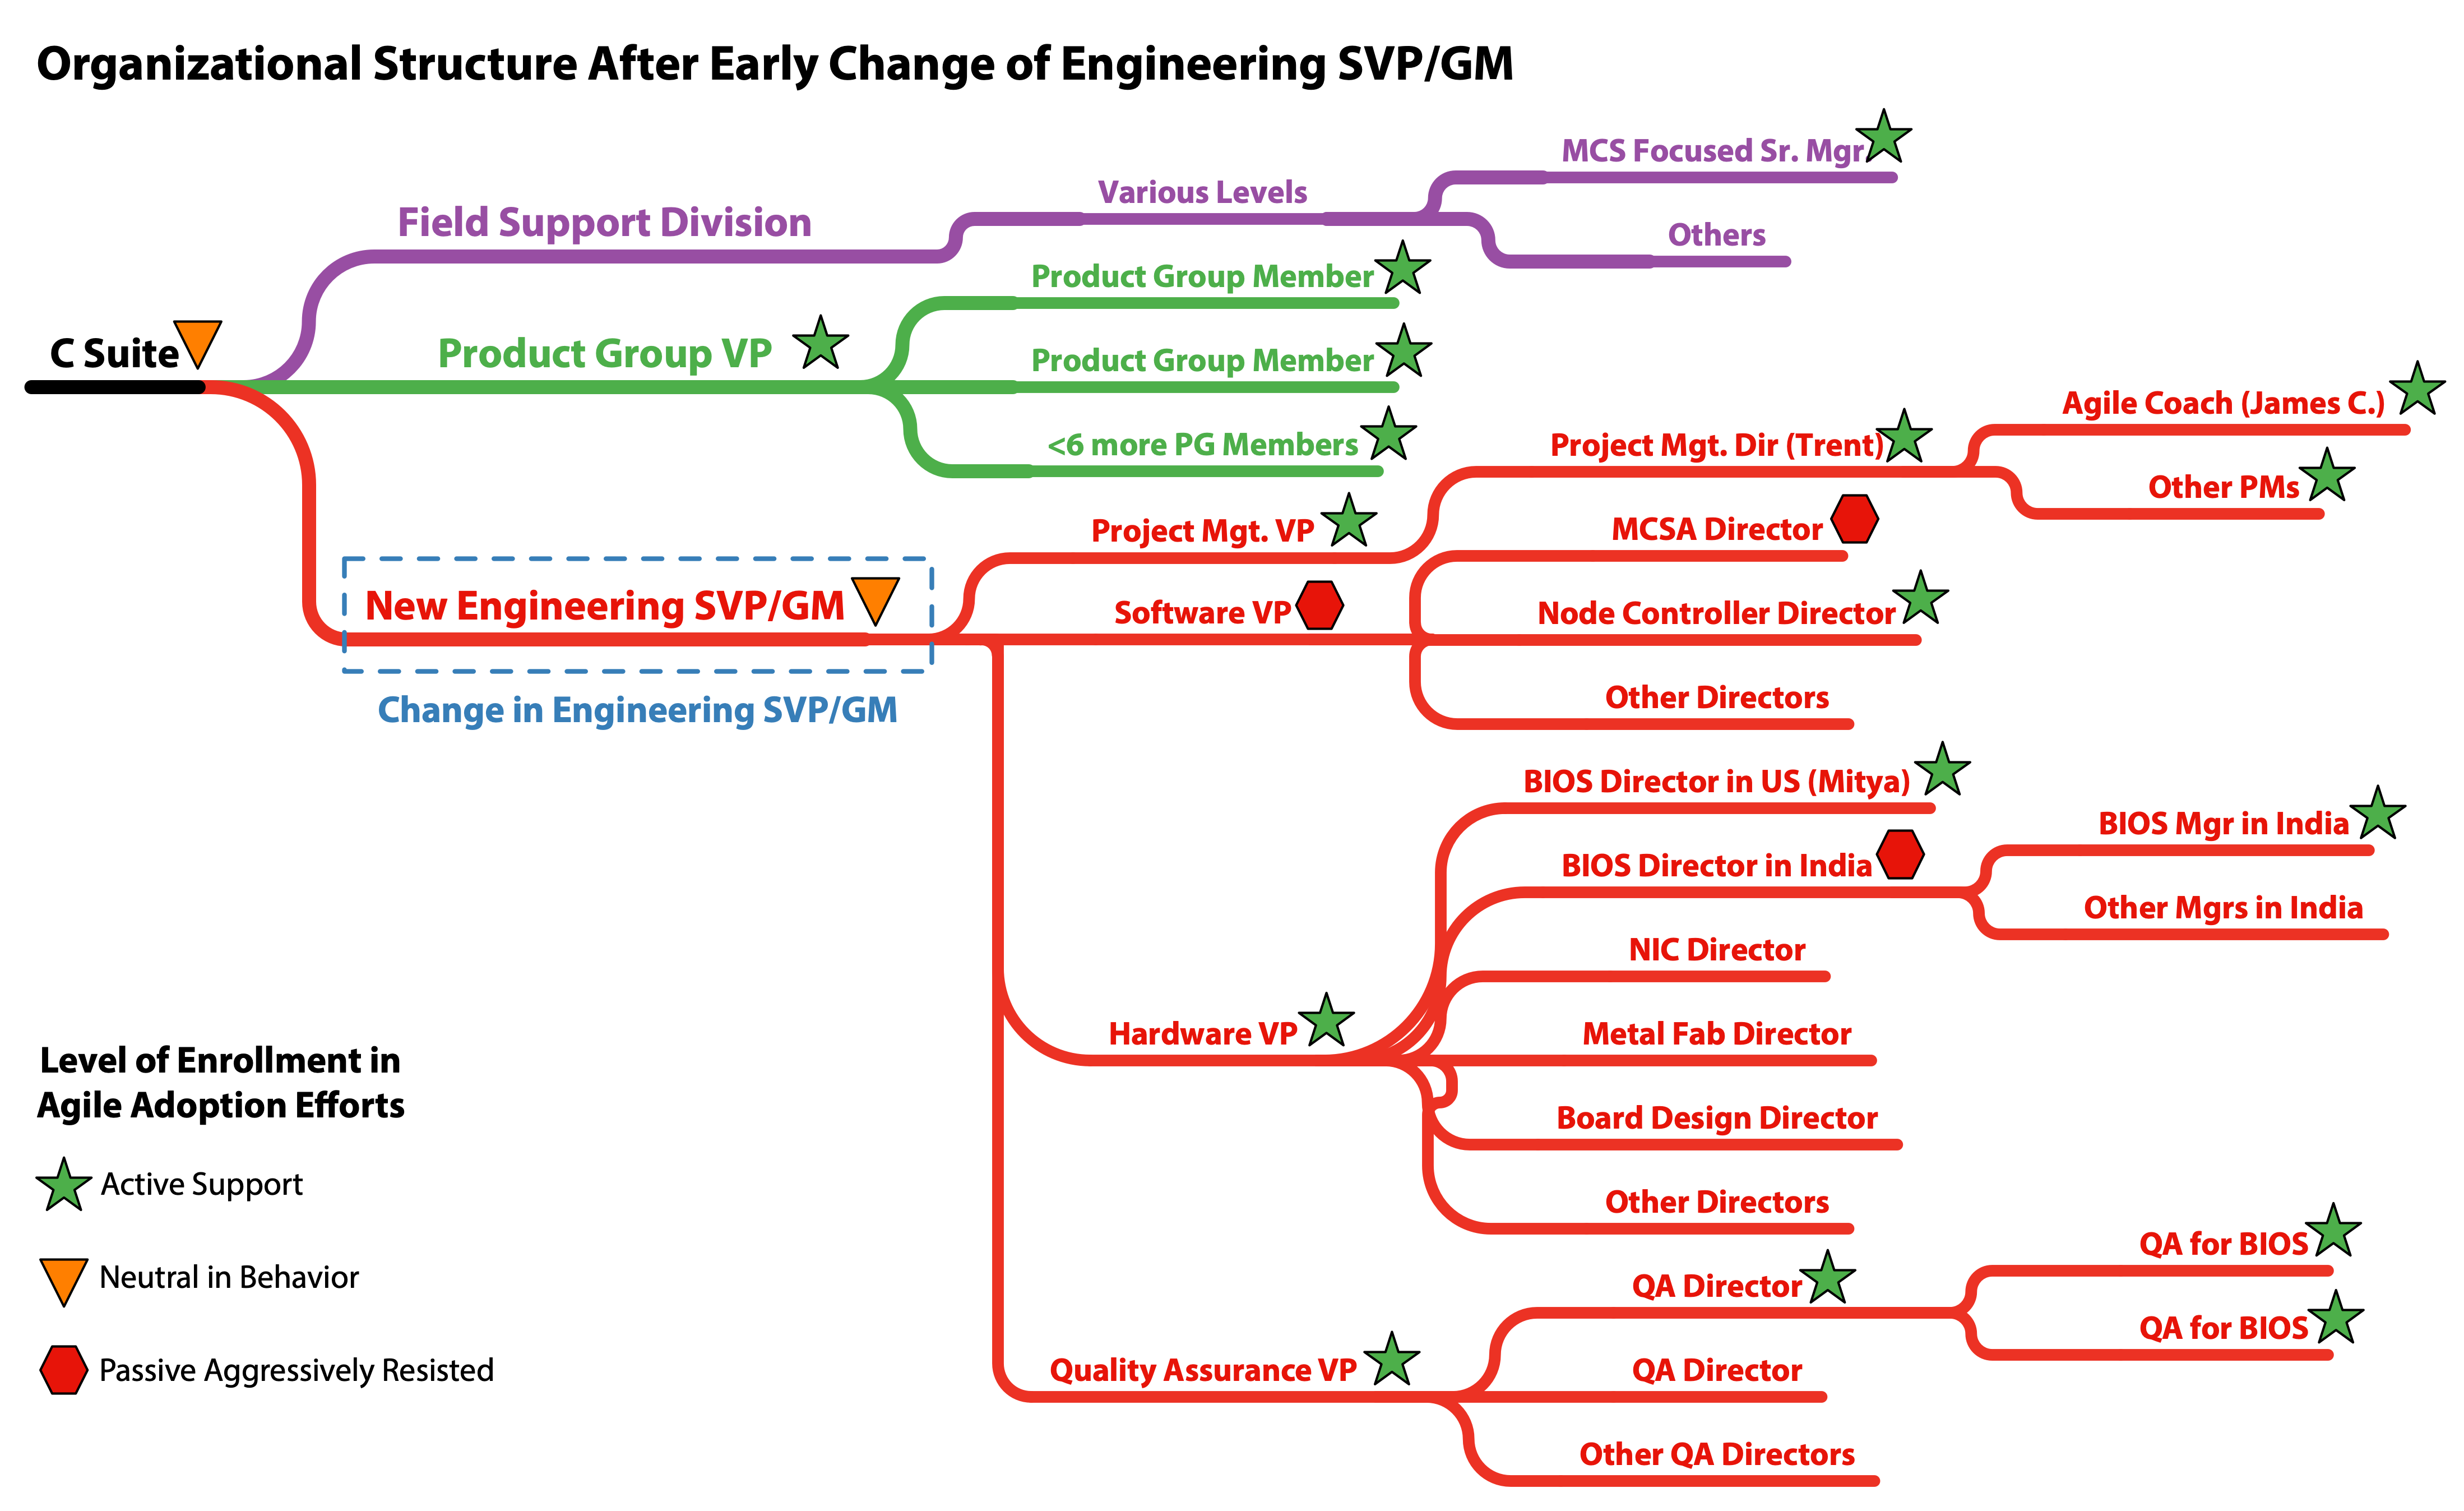 Organizational Structure After Early Change of Engineering SVP/GM
MCS Focused Sr. Mgr
Various Levels
Field Support Division
Others
Product Group Member
C Suite
Product Group VP
Product Group Member
Agile Coach (James C.)
<6 more PG Members
Project Mgt. Dir (Trent)
Other PMs
Project Mgt. VP
MCSA Director
New Engineering SVP/GM
Software VP
Node Controller Director
Change in Engineering SVP/GM
Other Directors
BIOS Director in US (Mitya)
BIOS Mgr in India
BIOS Director in India
Other Mgrs in India
NIC Director
Hardware VP
Metal Fab Director
Board Design Director
Other Directors
QA for BIOS
QA Director
QA for BIOS
Quality Assurance VP
QA Director
Other QA Directors
Level of Enrollment in
Agile Adoption Efforts
Active Support
Neutral in Behavior
Passive Aggressively Resisted